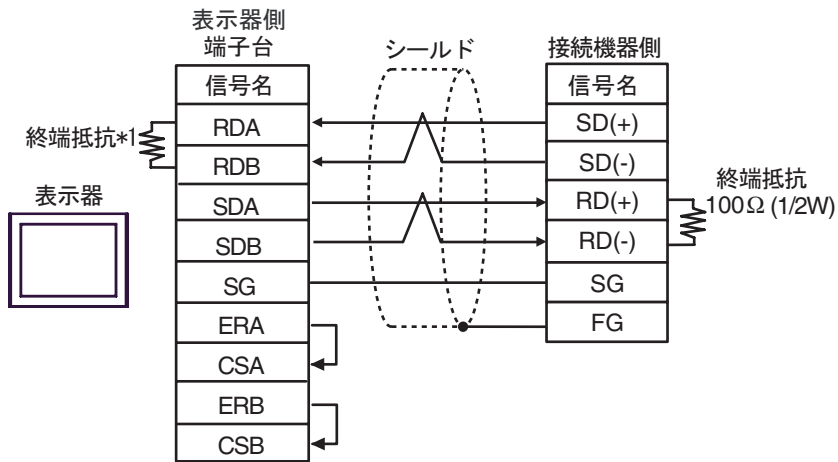 表示器側
端子台
シールド
接続機器側
信号名
信号名
RDA
SD(+)
終端抵抗*1
RDB
SD(-)
表示器
SDA
RD(+)
終端抵抗
100Ω (1/2W)
SDB
RD(-)
SG
SG
ERA
FG
CSA
ERB
CSB